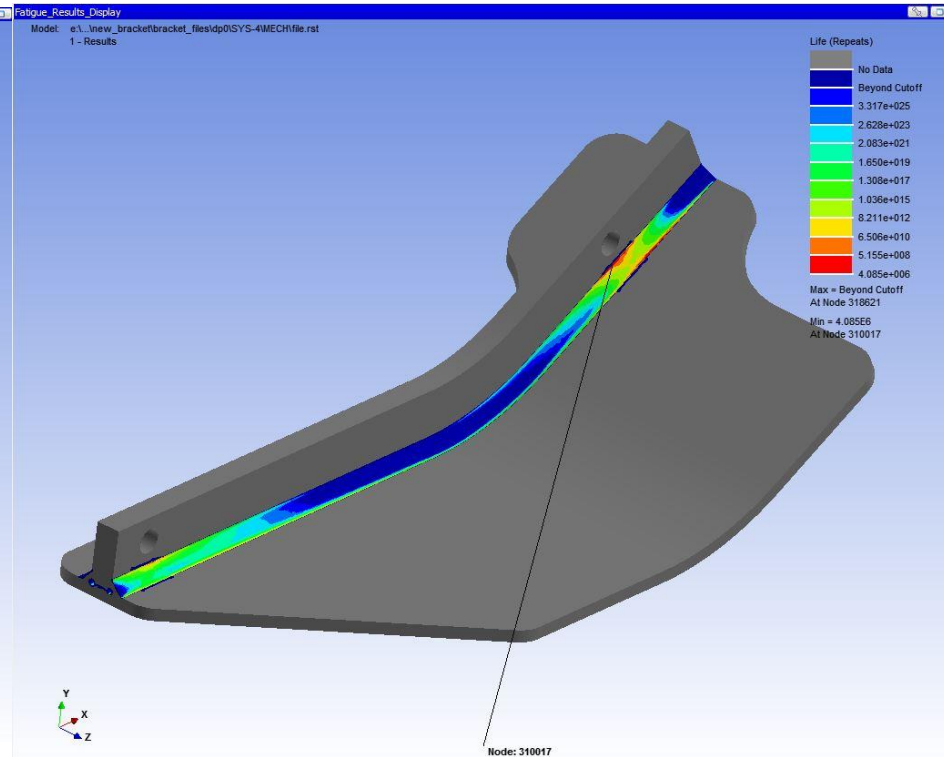 Fatigue_Results_Display
Model: e:\...\new_bracket\bracket_files\dp0\SYS-4\MECH\file.rst
1 - Results
Life (Repeats)
No Data
Beyond Cutoff
3.317e+025
2.628e+023
2.083e+021
1.650e+019
1.308e+017
1.036e+015
8.211e+012
6.506e+010
5.155e+008
4.085e+006
Max = Beyond Cutoff
At Node 318621
Min = 4.085E6
At Node 310017
Y
X
Z
Node: 310017